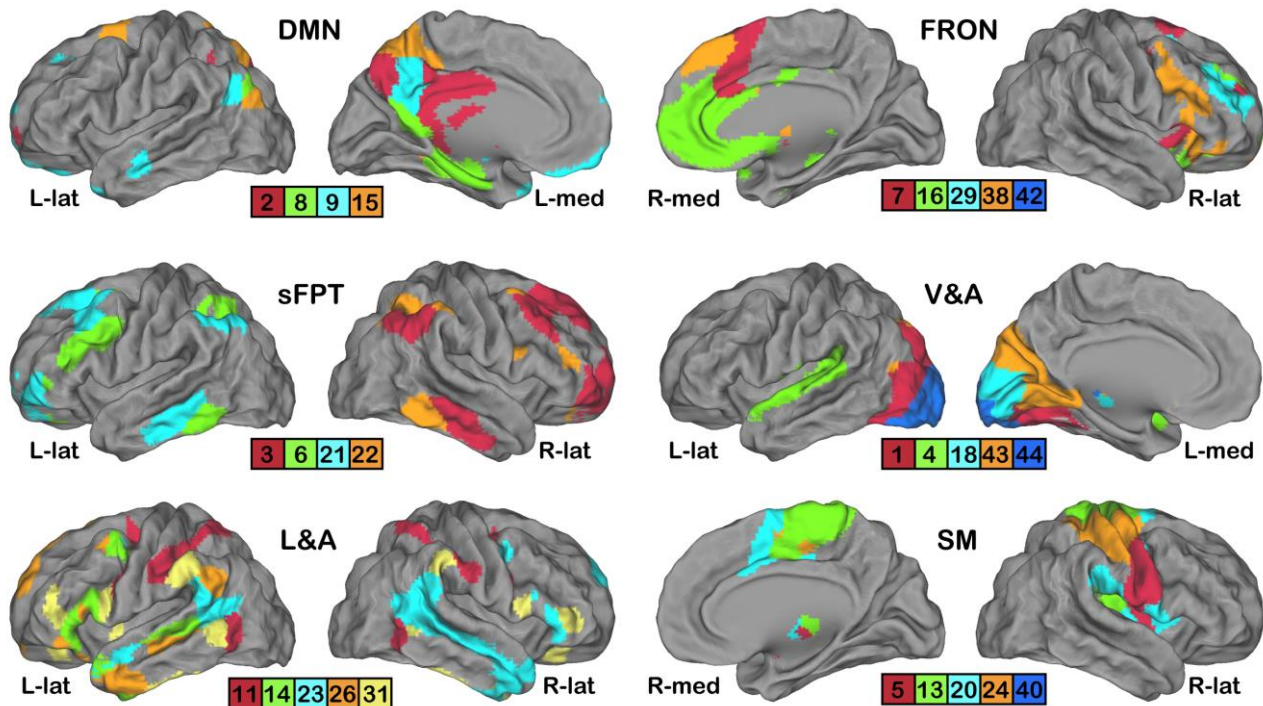 DMN
L-lat
L-med
2 8 9 15
FRON
R-med
R-lat
7 16 29 38 42
sFPT
L-lat
R-lat
3 6 21 22
V&A
L-lat
L-med
1 4 18 43 44
L&A
L-lat
R-lat
11 14 23 26 31
SM
R-med
R-lat
5 13 20 24 40